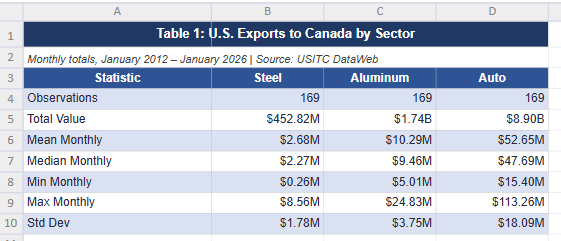 A B C D
1 Table 1: U.S. Exports to Canada by Sector
2 Monthly totals, January 2012 – January 2026 | Source: USITC DataWeb
3 Statistic Steel Aluminum Auto
4 Observations 169 169 169
5 Total Value $452.82M $1.74B $8.90B
6 Mean Monthly $2.68M $10.29M $52.65M
7 Median Monthly $2.27M $9.46M $47.69M
8 Min Monthly $0.26M $5.01M $15.40M
9 Max Monthly $8.56M $24.83M $113.26M
10 Std Dev $1.78M $3.75M $18.09M